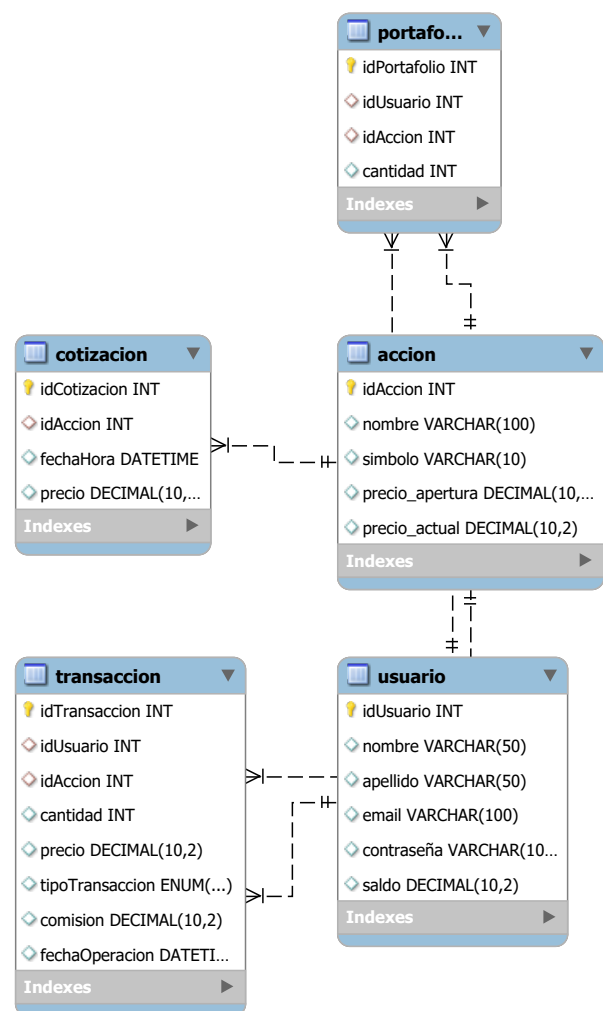 portafo...
idPortafolio INT
idUsuario INT
idAccion INT
cantidad INT
Indexes
cotizacion
idCotizacion INT
idAccion INT
fechaHora DATETIME
precio DECIMAL(10,...
Indexes
accion
idAccion INT
nombre VARCHAR(100)
simbolo VARCHAR(10)
precio_apertura DECIMAL(10,...
precio_actual DECIMAL(10,2)
Indexes
transaccion
idTransaccion INT
idUsuario INT
idAccion INT
cantidad INT
precio DECIMAL(10,2)
tipoTransaccion ENUM(...)
comision DECIMAL(10,2)
fechaOperacion DATETI...
Indexes
usuario
idUsuario INT
nombre VARCHAR(50)
apellido VARCHAR(50)
email VARCHAR(100)
contraseña VARCHAR(10...
saldo DECIMAL(10,2)
Indexes